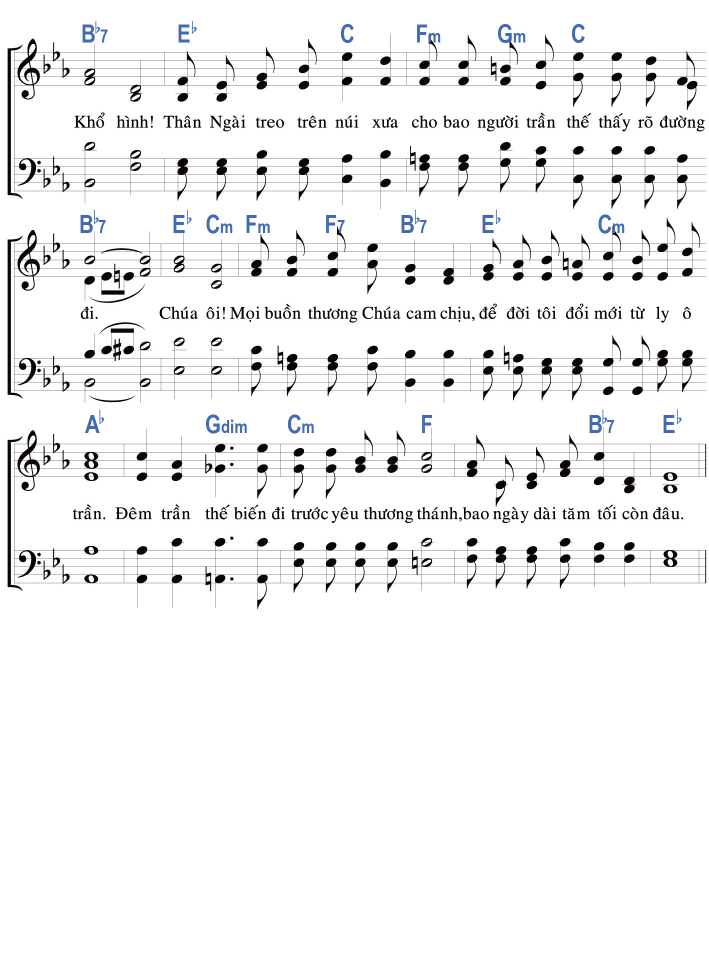 B♭7 E♭ C Fm Gm C
Khổ hình! Thân Ngài treo trên núi xưa cho bao người trần thế thấy rõ đường
B♭7 E♭ Cm Fm F7 B♭7 E♭ Cm
đi. Chúa ôi! Mọi buồn thương Chúa cam chịu, để đời tôi đổi mới từ ly ô
A♭ Gdim Cm F B♭7 E♭
trần. Đêm trần thế biến đi trước yêu thương thánh, bao ngày dài tăm tối còn đâu.